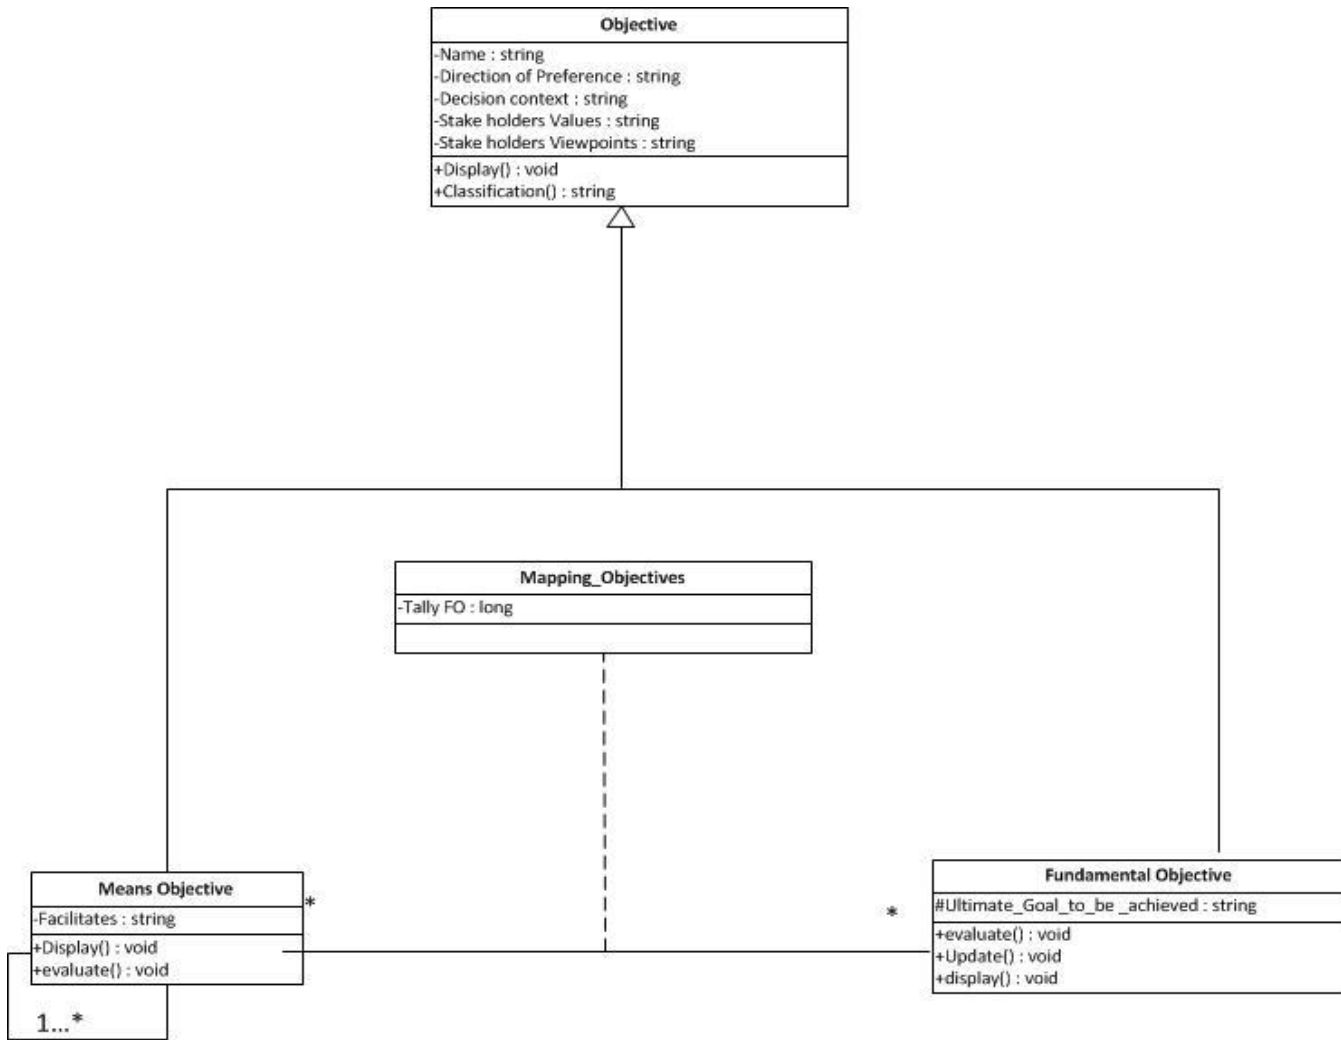 Objective
-Name : string
-Direction of Preference : string
-Decision context : string
-Stake holders Values : string
-Stake holders Viewpoints : string
+Display() : void
+Classification() : string
Mapping_Objectives
-Tally FO : long
Means Objective
-Facilitates : string
+Display() : void
+evaluate() : void
*
1...*
*
Fundamental Objective
#Ultimate_Goal_to_be _achieved : string
+evaluate() : void
+Update() : void
+display() : void